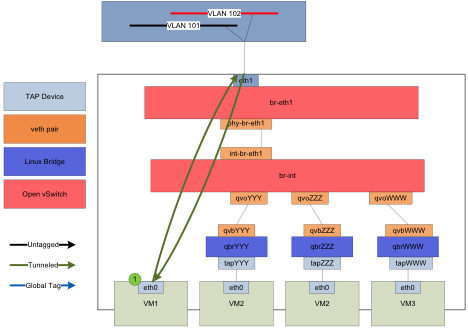 VLAN 102
VLAN 101
eth1
TAP Device
br-eth1
veth pair
phy-br-eth1
Linux Bridge
int-br-eth1
Open vSwitch
br-int
qvoYYY
qvoZZZ
qvoWWW
qvbYYY
qvbZZZ
qvbWWW
Untagged
qbrYYY
qbrZZZ
qbrWWW
Tunneled
tapYYY
tapZZZ
tapWWW
Global Tag
1
eth0
eth0
eth0
eth0
VM1
VM2
VM2
VM3